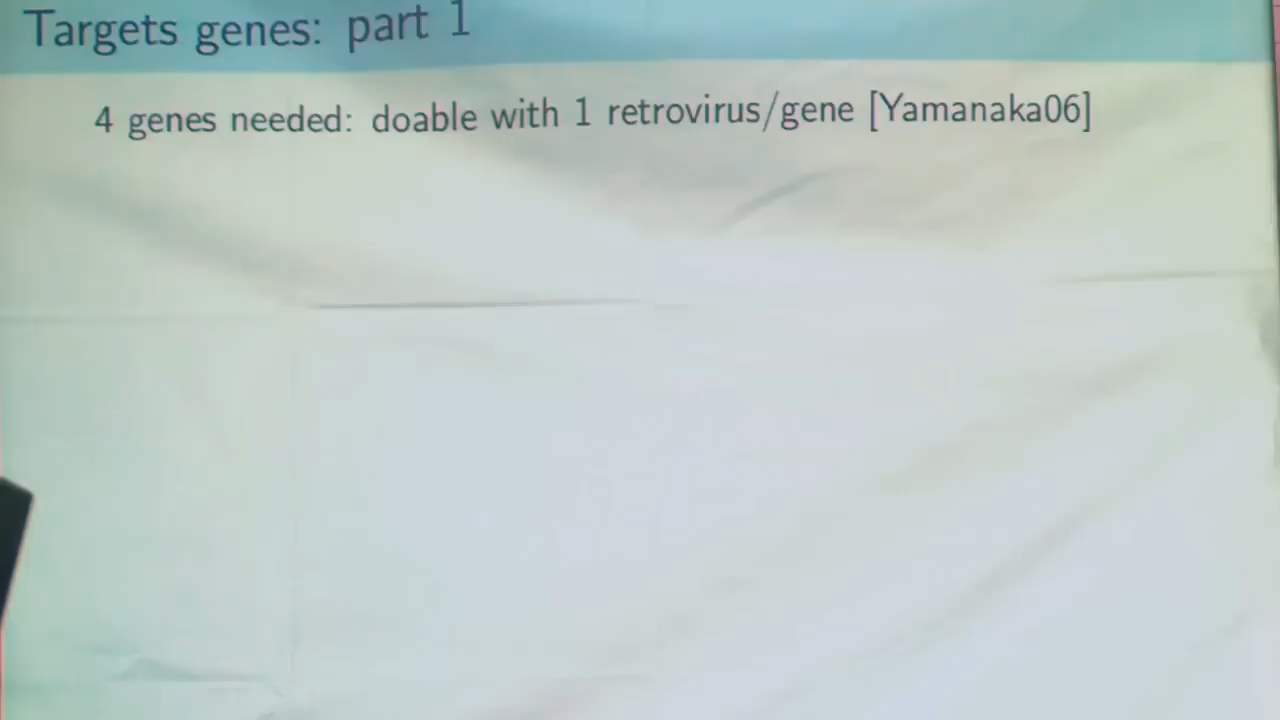 Targets genes: part 1
4 genes needed: doable with 1 retrovirus/gene [Yamanaka06]